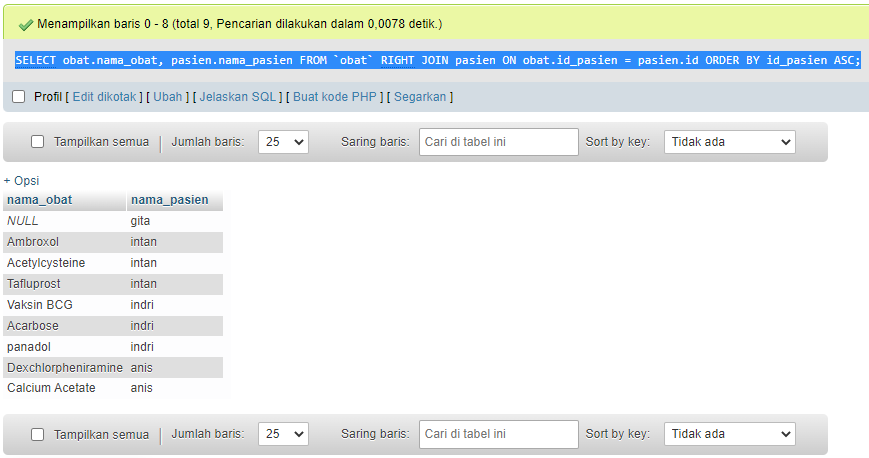 Menampilkan baris 0 - 8 (total 9, Pencarian dilakukan dalam 0,0078 detik.)
SELECT obat.nama_obat, pasien.nama_pasien FROM `obat` RIGHT JOIN pasien ON obat.id_pasien = pasien.id ORDER BY id_pasien ASC;
Profil [ Edit dikotak ] [ Ubah ] [ Jelaskan SQL ] [ Buat kode PHP ] [ Segarkan ]
Tampilkan semua | Jumlah baris: 25 Saring baris: Cari di tabel ini Sort by key: Tidak ada
+ Opsi
nama_obat nama_pasien
NULL gita
Ambroxol intan
Acetylcysteine intan
Tafluprost intan
Vaksin BCG indri
Acarbose indri
panadol indri
Dexchlorpheniramine anis
Calcium Acetate anis
Tampilkan semua | Jumlah baris: 25 Saring baris: Cari di tabel ini Sort by key: Tidak ada